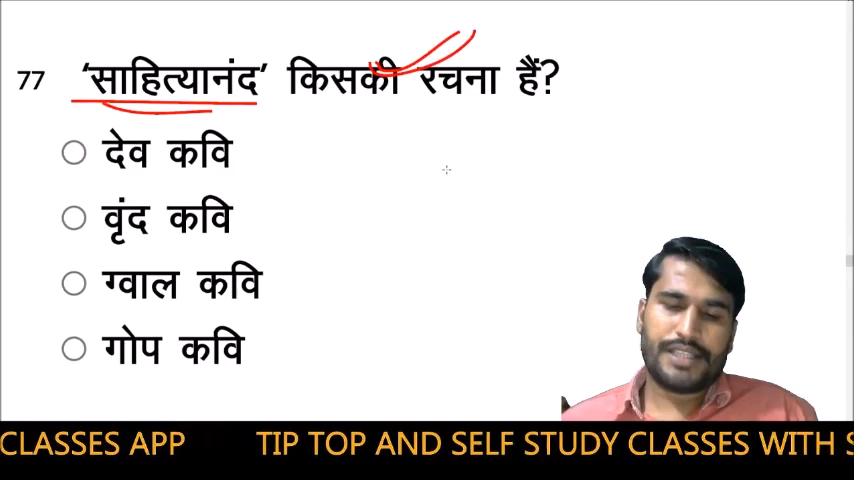 77 'साहित्यानंद' किसकी रचना हैं?
देव कवि
वृंद कवि
ग्वाल कवि
गोप कवि
CLASSES APP TIP TOP AND SELF STUDY CLASSES WITH S